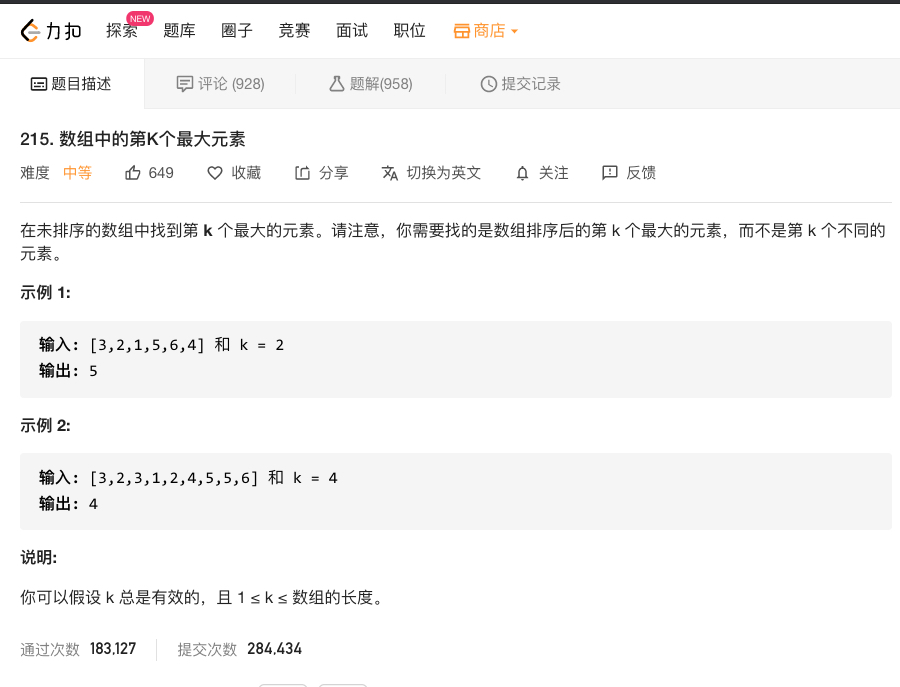 力扣 探索 NEW 题库 圈子 竞赛 面试 职位 商店
题目描述 评论 (928) 题解(958) 提交记录
215. 数组中的第K个最大元素
难度 中等 649 收藏 分享 切换为英文 关注 反馈
在未排序的数组中找到第 k 个最大的元素。请注意，你需要找的是数组排序后的第 k 个最大的元素，而不是第 k 个不同的
元素。
示例 1:
输入: [3,2,1,5,6,4] 和 k = 2
输出: 5
示例 2:
输入: [3,2,3,1,2,4,5,5,6] 和 k = 4
输出: 4
说明:
你可以假设 k 总是有效的，且 1 ≤ k ≤ 数组的长度。
通过次数 183,127 提交次数 284,434